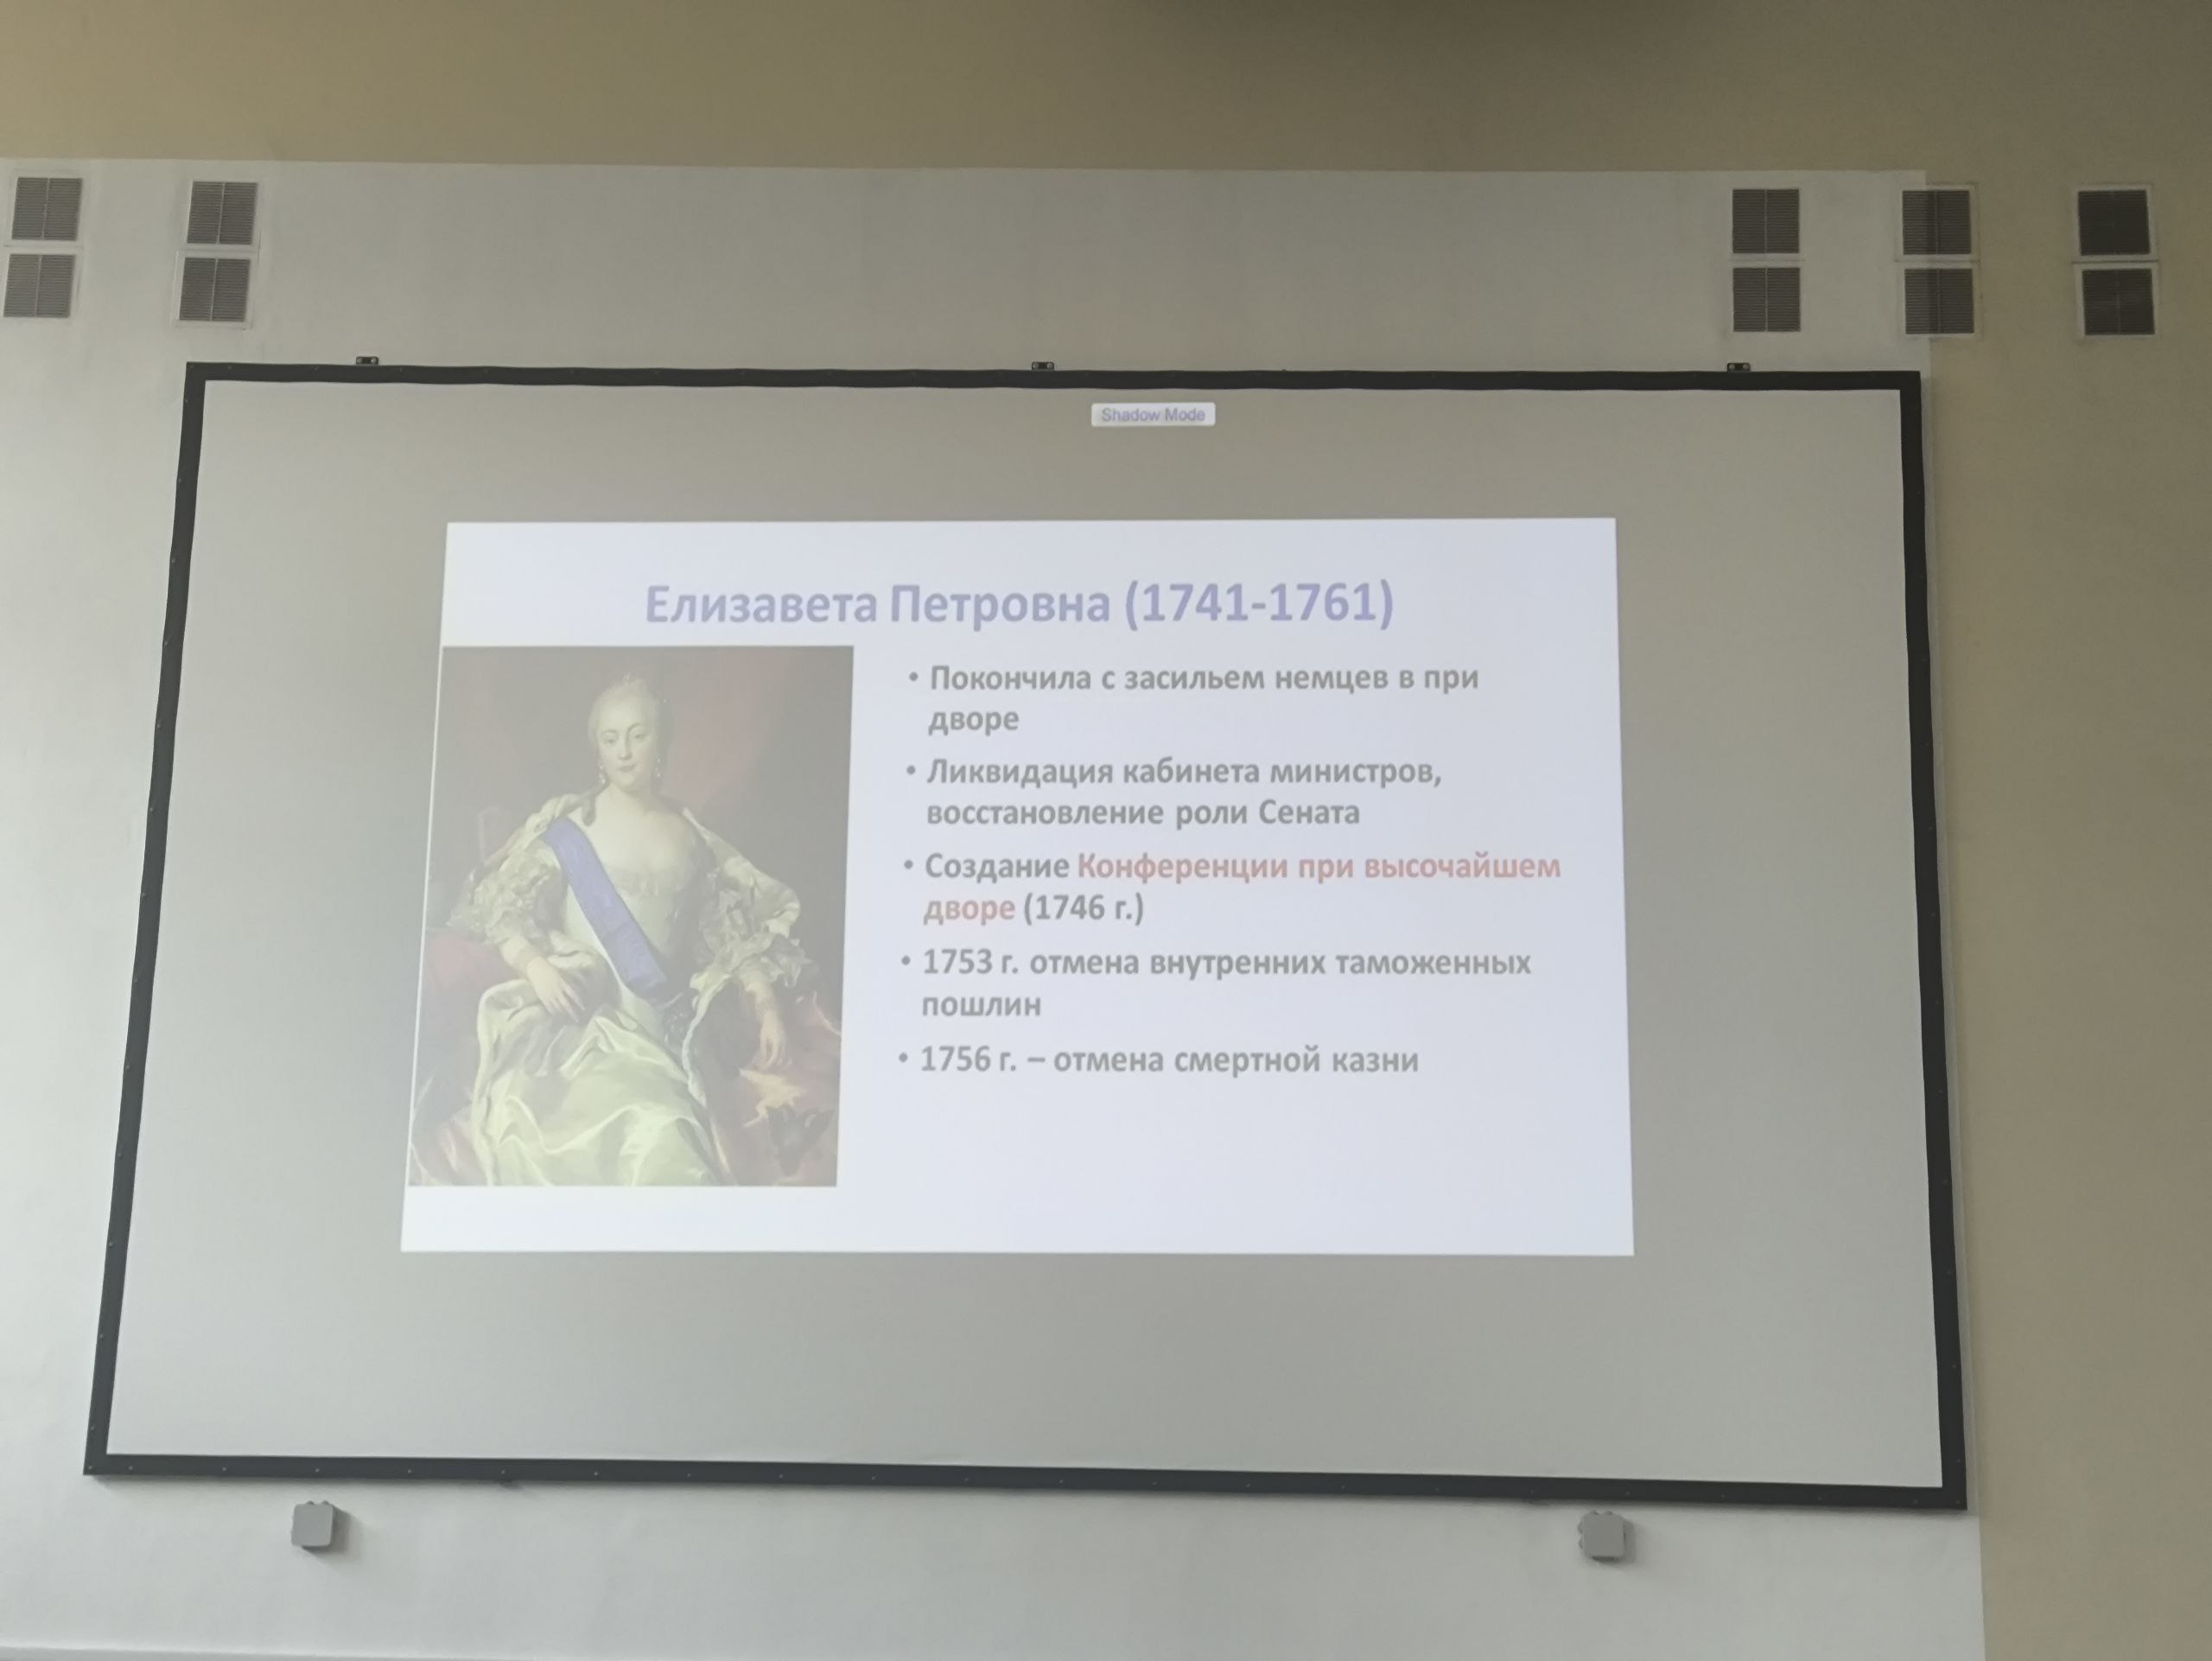 Shadow Mode
Елизавета Петровна (1741-1761)
• Покончила с засильем немцев в при
дворе
• Ликвидация кабинета министров,
восстановление роли Сената
• Создание Конференции при высочайшем
дворе (1746 г.)
• 1753 г. отмена внутренних таможенных
пошлин
• 1756 г. – отмена смертной казни